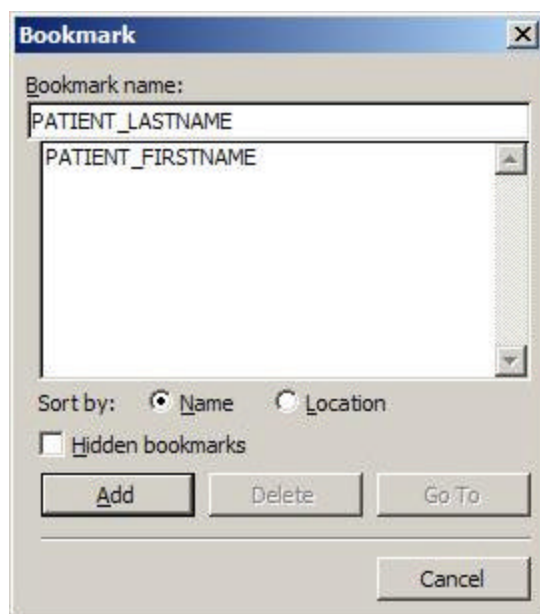 Bookmark
Bookmark name:
PATIENT_LASTNAME
PATIENT_FIRSTNAME
Sort by: Name Location
Hidden bookmarks
Add Delete Go To
Cancel